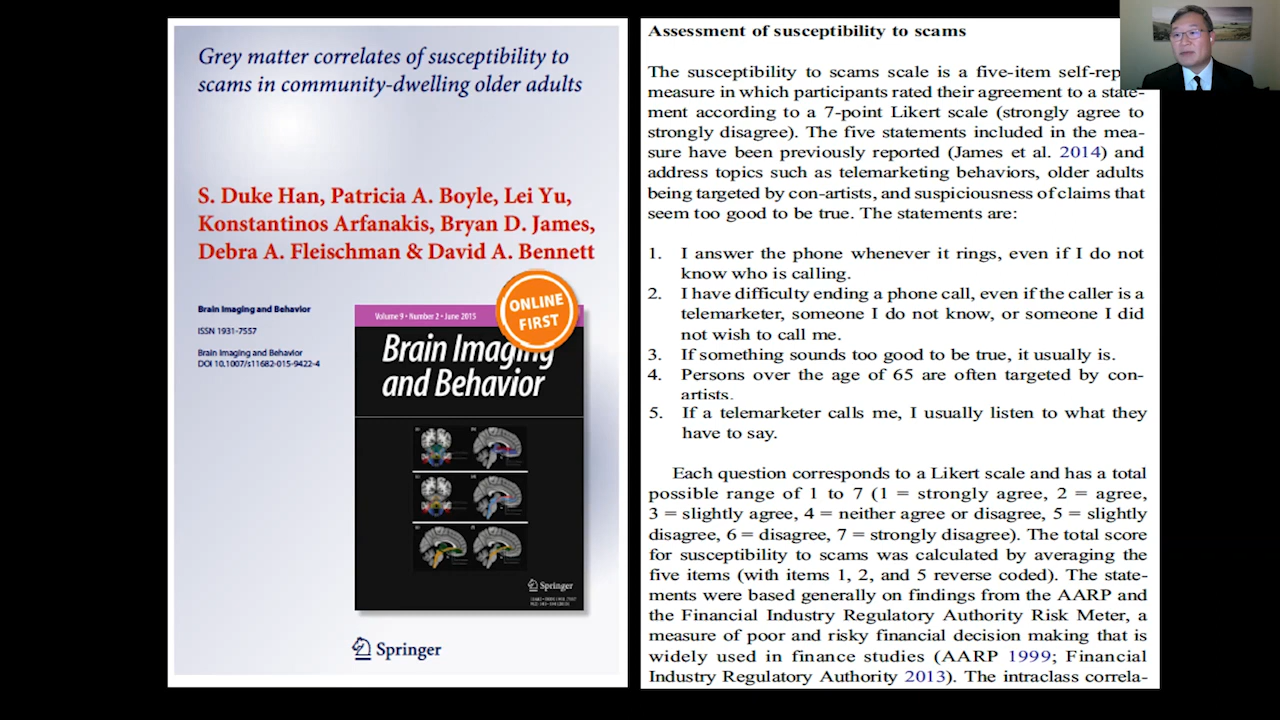 Grey matter correlates of susceptibility to
scams in community-dwelling older adults
S. Duke Han, Patricia A. Boyle, Lei Yu,
Konstantinos Arfanakis, Bryan D. James,
Debra A. Fleischman & David A. Bennett
Brain Imaging and Behavior
ISSN 1931-7557
Brain Imaging and Behavior
DOI 10.1007/s11682-015-9422-4
ONLINE
FIRST
Volume 9 • Number 2 • June 2015
Brain Imaging
and Behavior
Springer
Springer
Assessment of susceptibility to scams
The susceptibility to scams scale is a five-item self-rep
measure in which participants rated their agreement to a state-
ment according to a 7-point Likert scale (strongly agree to
strongly disagree). The five statements included in the mea-
sure have been previously reported (James et al. 2014) and
address topics such as telemarketing behaviors, older adults
being targeted by con-artists, and suspiciousness of claims that
seem too good to be true. The statements are:
1. I answer the phone whenever it rings, even if I do not
know who is calling.
2. I have difficulty ending a phone call, even if the caller is a
telemarketer, someone I do not know, or someone I did
not wish to call me.
3. If something sounds too good to be true, it usually is.
4. Persons over the age of 65 are often targeted by con-
artists.
5. If a telemarketer calls me, I usually listen to what they
have to say.
Each question corresponds to a Likert scale and has a total
possible range of 1 to 7 (1 = strongly agree, 2 = agree,
3 = slightly agree, 4 = neither agree or disagree, 5 = slightly
disagree, 6 = disagree, 7 = strongly disagree). The total score
for susceptibility to scams was calculated by averaging the
five items (with items 1, 2, and 5 reverse coded). The state-
ments were based generally on findings from the AARP and
the Financial Industry Regulatory Authority Risk Meter, a
measure of poor and risky financial decision making that is
widely used in finance studies (AARP 1999; Financial
Industry Regulatory Authority 2013). The intraclass correla-